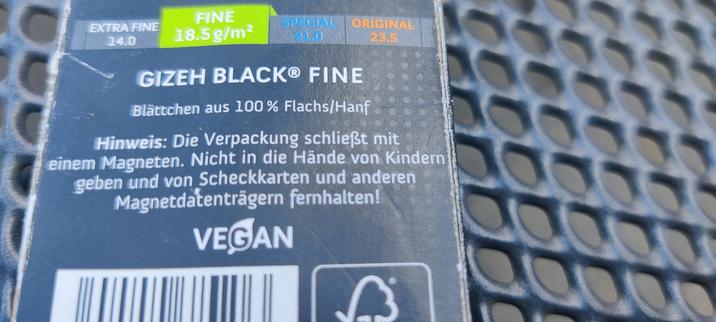 EXTRA FINE FINE SPECIAL ORIGINAL
14.0 18.5g/m² 21.0 23.5
GIZEH BLACK® FINE
Blättchen aus 100% Flachs/Hanf
Hinweis: Die Verpackung schließt mit
einem Magneten. Nicht in die Hände von Kindern
geben und von Scheckkarten und anderen
Magnetdatenträgern fernhalten!
VEGAN